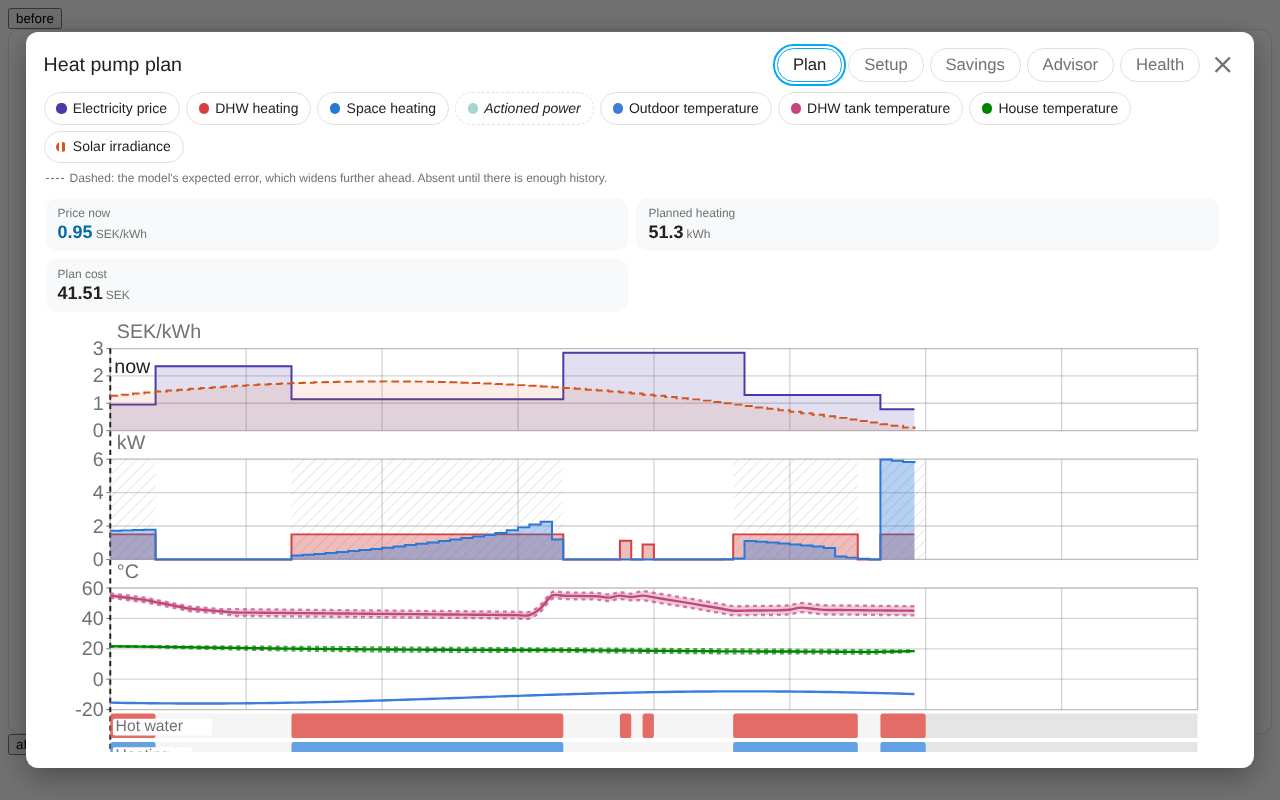 before
Heat pump plan
Plan
Setup
Savings
Advisor
Health
Electricity price
DHW heating
Space heating
Actioned power
Outdoor temperature
DHW tank temperature
House temperature
Solar irradiance
Dashed: the model's expected error, which widens further ahead. Absent until there is enough history.
Price now
0.95 SEK/kWh
Planned heating
51.3 kWh
Plan cost
41.51 SEK
SEK/kWh
3
now
2
1
0
kW
6
4
2
0
°C
60
40
20
0
-20
Hot water